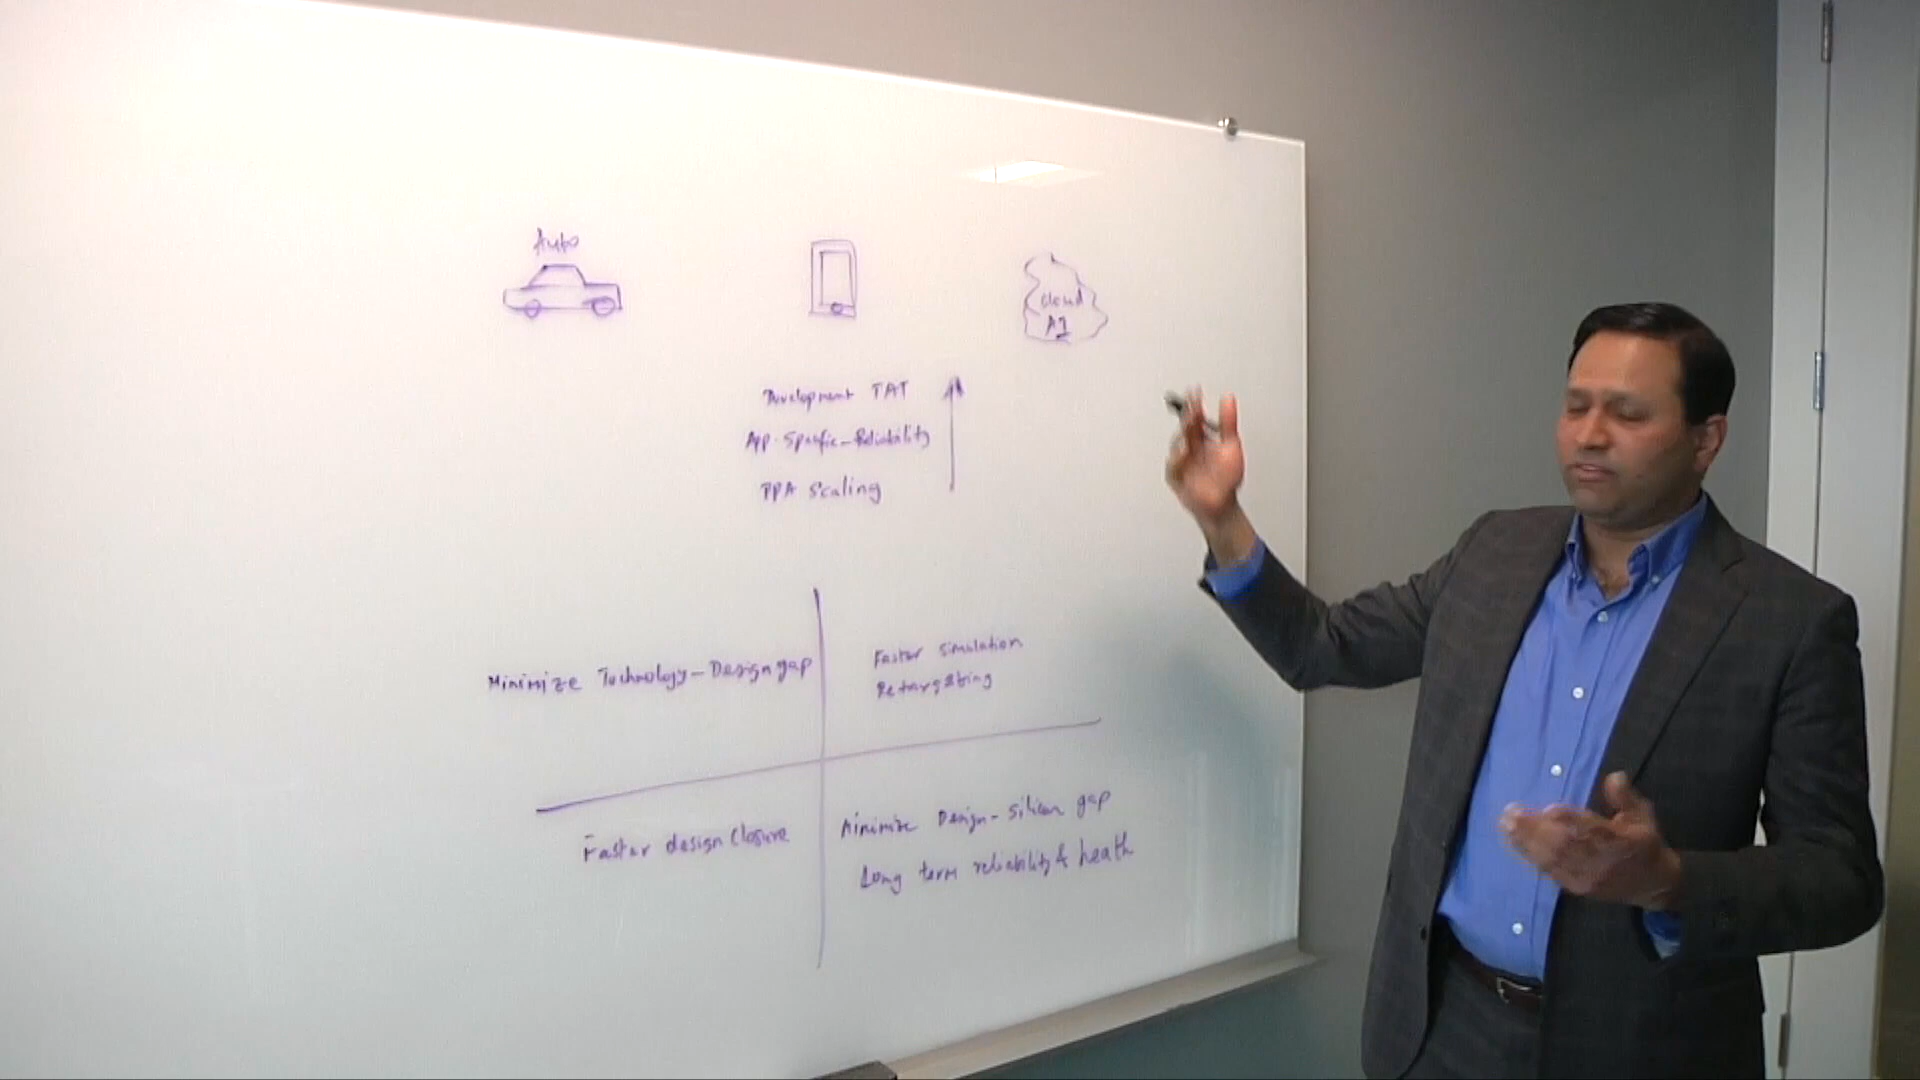 Auto
Cloud
AI
Development TAT
App-Specific-Reliability
PPA Scaling
Minimize Technology-Design gap
Faster simulation
Retargeting
Faster design closure
Minimize Design-Silicon gap
Long term reliability & heath